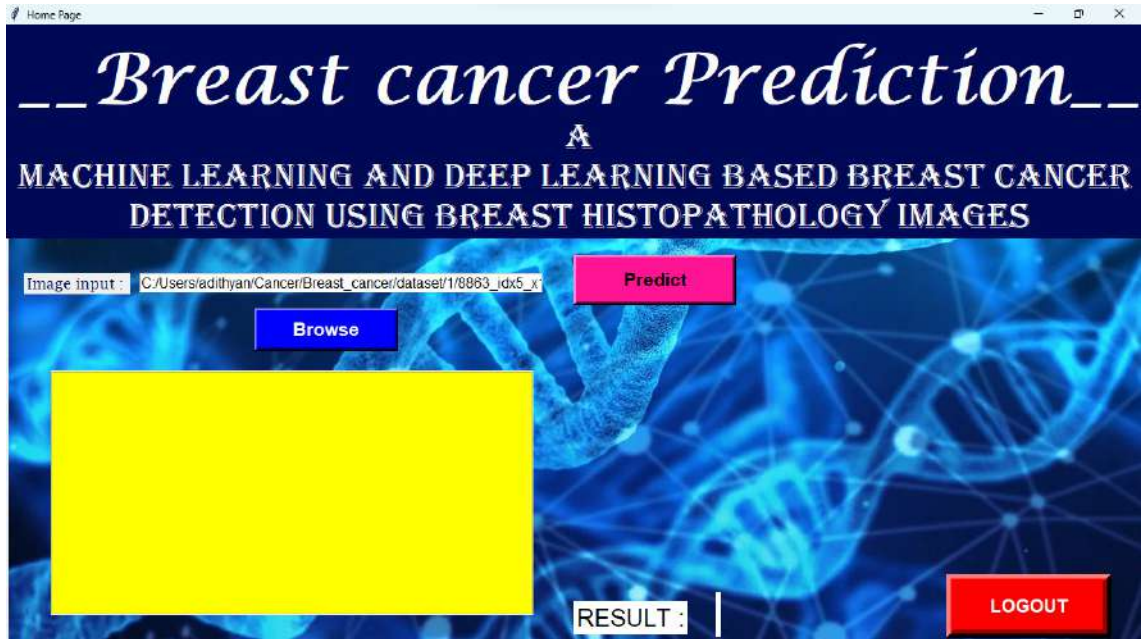 Home Page
__Breast cancer Prediction__
A
MACHINE LEARNING AND DEEP LEARNING BASED BREAST CANCER
DETECTION USING BREAST HISTOPATHOLOGY IMAGES
Image input :
C:/Users/adithyan/Cancer/Breast_cancer/dataset/1/8863_idx5_x
Predict
Browse
RESULT :
LOGOUT